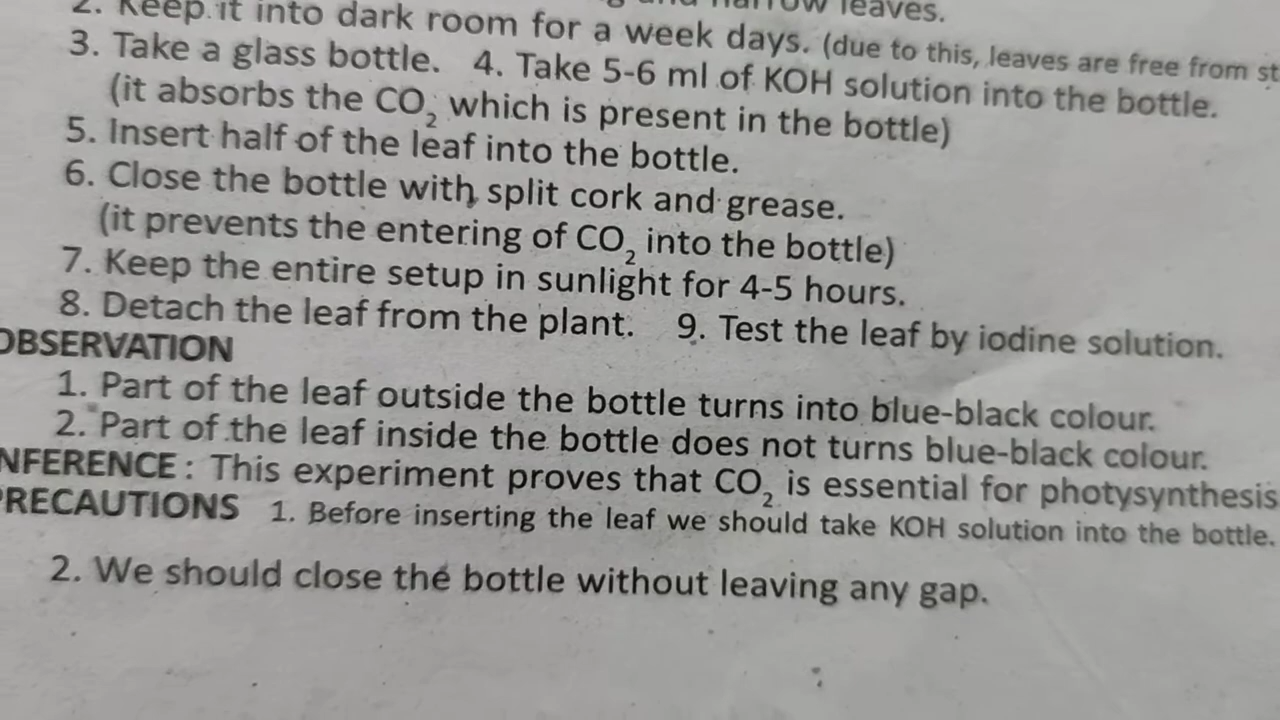 narrow leaves.
2. Keep it into dark room for a week days. (due to this, leaves are free from st
3. Take a glass bottle. 4. Take 5-6 ml of KOH solution into the bottle.
(it absorbs the CO₂ which is present in the bottle)
5. Insert half of the leaf into the bottle.
6. Close the bottle with split cork and grease.
(it prevents the entering of CO₂ into the bottle)
7. Keep the entire setup in sunlight for 4-5 hours.
8. Detach the leaf from the plant. 9. Test the leaf by iodine solution.
OBSERVATION
1. Part of the leaf outside the bottle turns into blue-black colour.
2. Part of the leaf inside the bottle does not turns blue-black colour.
NFERENCE : This experiment proves that CO₂ is essential for photysynthesis
PRECAUTIONS 1. Before inserting the leaf we should take KOH solution into the bottle.
2. We should close the bottle without leaving any gap.